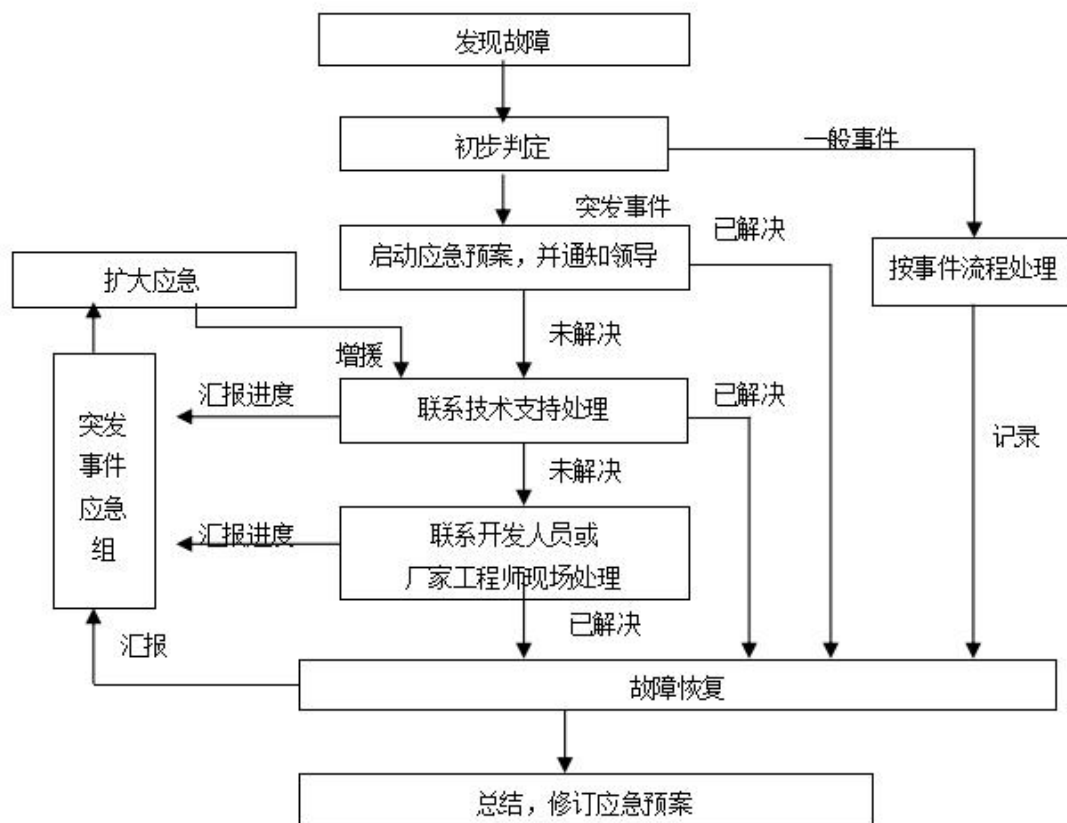 发现故障
初步判定
一般事件
突发事件
已解决
启动应急预案，并通知领导
按事件流程处理
扩大应急
未解决
增援
汇报进度
联系技术支持处理
已解决
记录
突发
事件
应急
组
未解决
汇报进度
联系开发人员或
厂家工程师现场处理
已解决
汇报
故障恢复
总结，修订应急预案